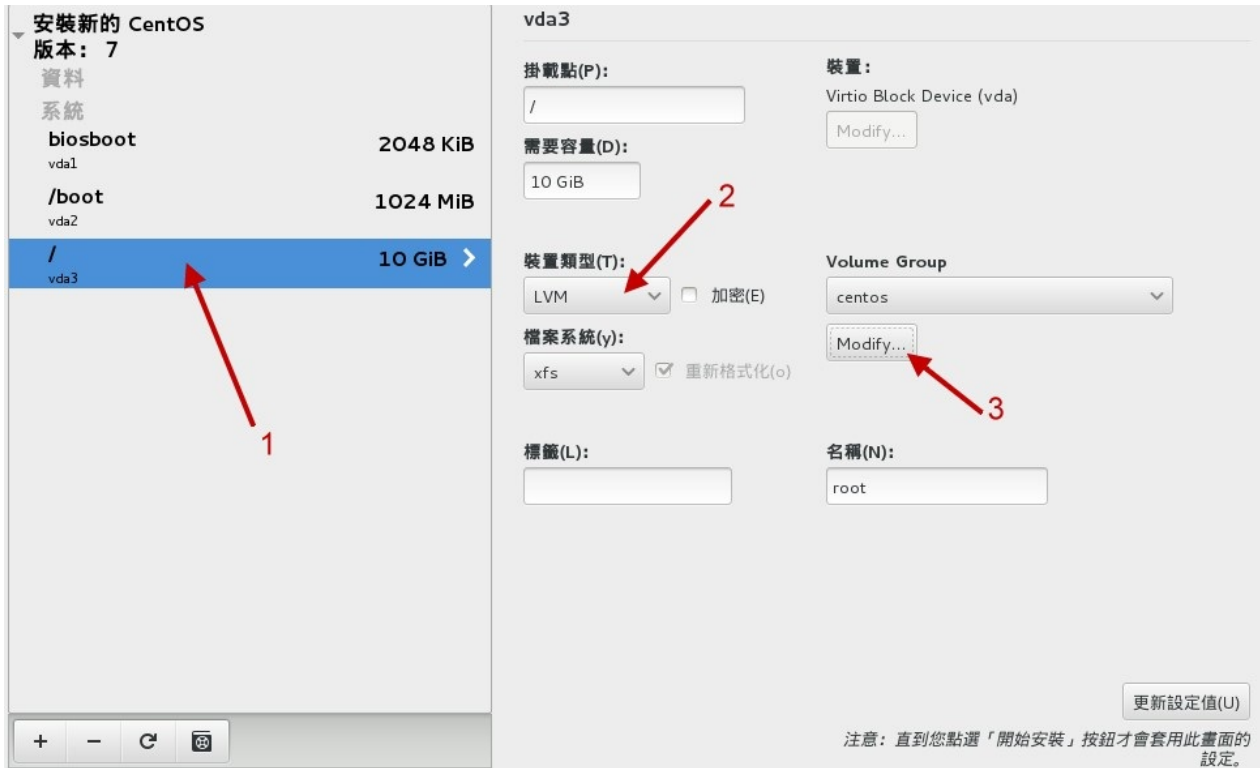 安裝新的 CentOS
版本： 7
資料
系統
biosboot 2048 KiB
vda1
/boot 1024 MiB
vda2
/ 10 GiB
vda3
1
vda3
掛載點(P)：
/
裝置：
Virtio Block Device (vda)
Modify...
需要容量(D)：
10 GiB
2
裝置類型(T)：
LVM 加密(E)
Volume Group
centos
檔案系統(y)：
xfs 重新格式化(o)
Modify...
3
標籤(L)：
名稱(N)：
root
更新設定值(U)
注意： 直到您點選「開始安裝」按鈕才會套用此畫面的
設定。